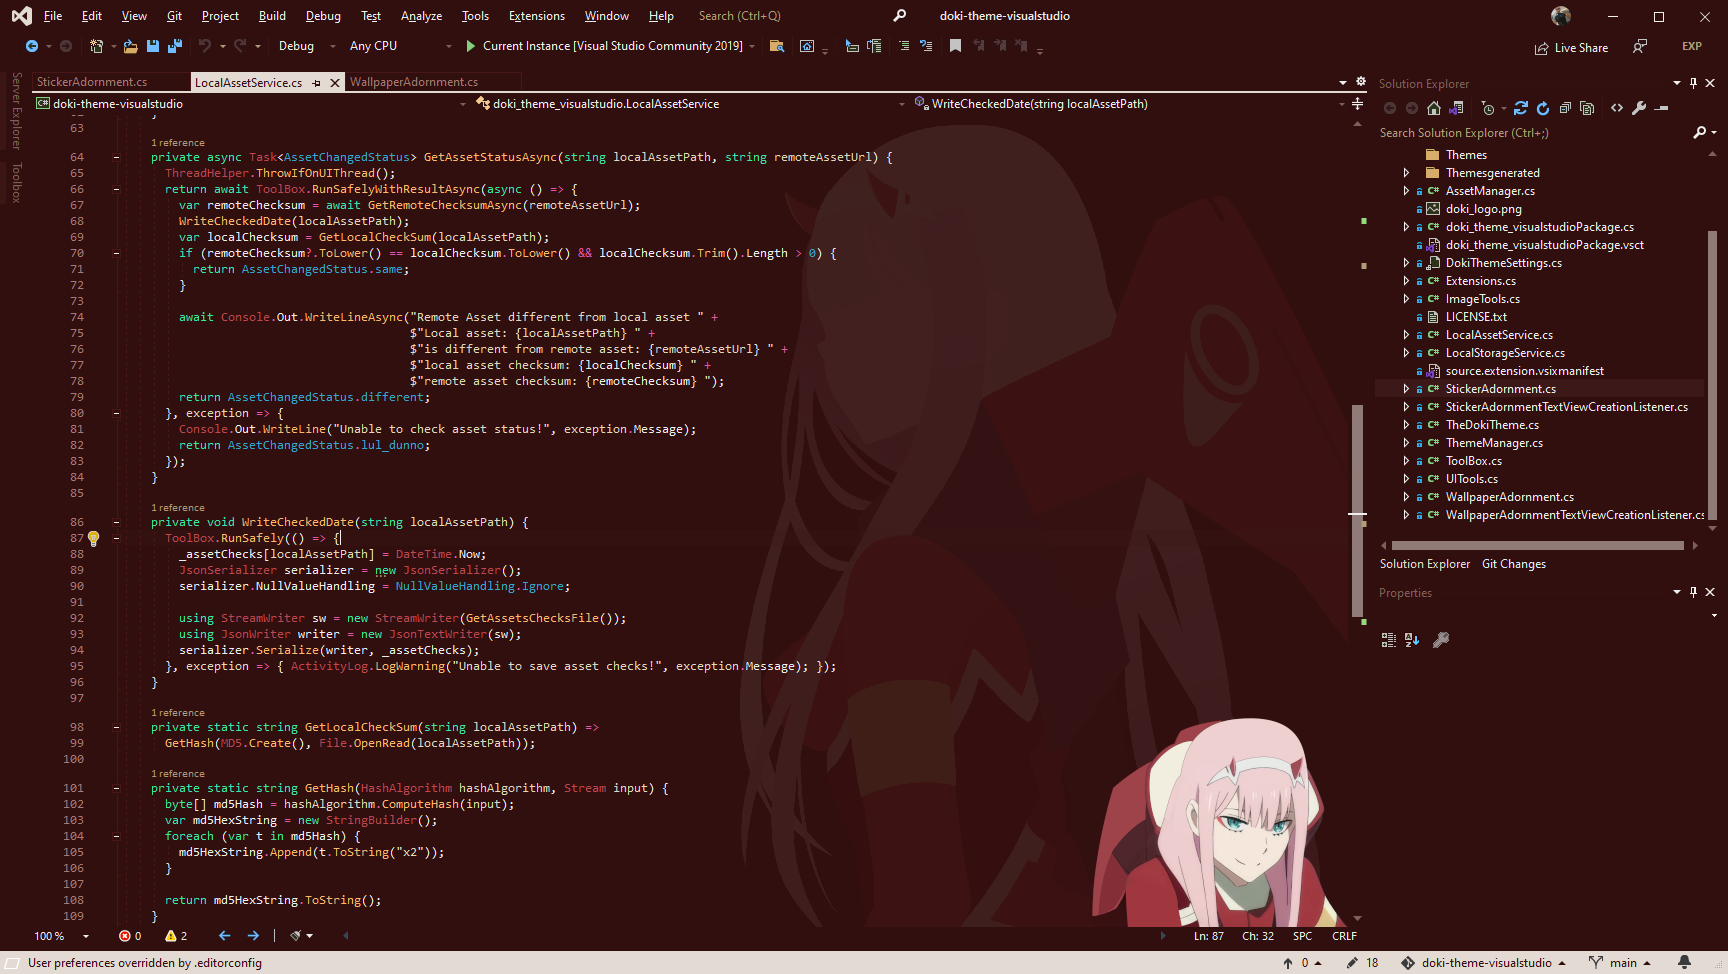 File Edit View Git Project Build Debug Test Analyze Tools Extensions Window Help Search (Ctrl+Q) doki-theme-visualstudio
Debug Any CPU Current Instance [Visual Studio Community 2019] Live Share EXP
Server Explorer
Toolbox
StickerAdornment.cs LocalAssetService.cs WallpaperAdornment.cs
doki-theme-visualstudio doki_theme_visualstudio.LocalAssetService WriteCheckedDate(string localAssetPath)
63
1 reference
64 private async Task<AssetChangedStatus> GetAssetStatusAsync(string localAssetPath, string remoteAssetUrl) {
65 ThreadHelper.ThrowIfOnUIThread();
66 return await ToolBox.RunSafelyWithResultAsync(async () => {
67 var remoteChecksum = await GetRemoteChecksumAsync(remoteAssetUrl);
68 WriteCheckedDate(localAssetPath);
69 var localChecksum = GetLocalCheckSum(localAssetPath);
70 if (remoteChecksum?.ToLower() == localChecksum.ToLower() && localChecksum.Trim().Length > 0) {
71 return AssetChangedStatus.same;
72 }
73
74 await Console.Out.WriteLineAsync("Remote Asset different from local asset " +
75 $"Local asset: {localAssetPath} " +
76 $"is different from remote asset: {remoteAssetUrl} " +
77 $"local asset checksum: {localChecksum} " +
78 $"remote asset checksum: {remoteChecksum} ");
79 return AssetChangedStatus.different;
80 }, exception => {
81 Console.Out.WriteLine("Unable to check asset status!", exception.Message);
82 return AssetChangedStatus.lul_dunno;
83 });
84 }
85
1 reference
86 private void WriteCheckedDate(string localAssetPath) {
87 ToolBox.RunSafely(() => {
88 _assetChecks[localAssetPath] = DateTime.Now;
89 JsonSerializer serializer = new JsonSerializer();
90 serializer.NullValueHandling = NullValueHandling.Ignore;
91
92 using StreamWriter sw = new StreamWriter(GetAssetsChecksFile());
93 using JsonWriter writer = new JsonTextWriter(sw);
94 serializer.Serialize(writer, _assetChecks);
95 }, exception => { ActivityLog.LogWarning("Unable to save asset checks!", exception.Message); });
96 }
97
1 reference
98 private static string GetLocalCheckSum(string localAssetPath) =>
99 GetHash(MD5.Create(), File.OpenRead(localAssetPath));
100
1 reference
101 private static string GetHash(HashAlgorithm hashAlgorithm, Stream input) {
102 byte[] md5Hash = hashAlgorithm.ComputeHash(input);
103 var md5HexString = new StringBuilder();
104 foreach (var t in md5Hash) {
105 md5HexString.Append(t.ToString("x2"));
106 }
107
108 return md5HexString.ToString();
109 }
100 % 0 2 Ln: 87 Ch: 32 SPC CRLF
Solution Explorer
Search Solution Explorer (Ctrl+;)
Themes
Themesgenerated
C# AssetManager.cs
doki_logo.png
C# doki_theme_visualstudioPackage.cs
doki_theme_visualstudioPackage.vsct
DokiThemeSettings.cs
C# Extensions.cs
C# ImageTools.cs
LICENSE.txt
C# LocalAssetService.cs
C# LocalStorageService.cs
source.extension.vsixmanifest
C# StickerAdornment.cs
C# StickerAdornmentTextViewCreationListener.cs
C# TheDokiTheme.cs
C# ThemeManager.cs
C# ToolBox.cs
C# UITools.cs
C# WallpaperAdornment.cs
C# WallpaperAdornmentTextViewCreationListener.cs
Solution Explorer Git Changes
Properties
User preferences overridden by .editorconfig 0 18 doki-theme-visualstudio main